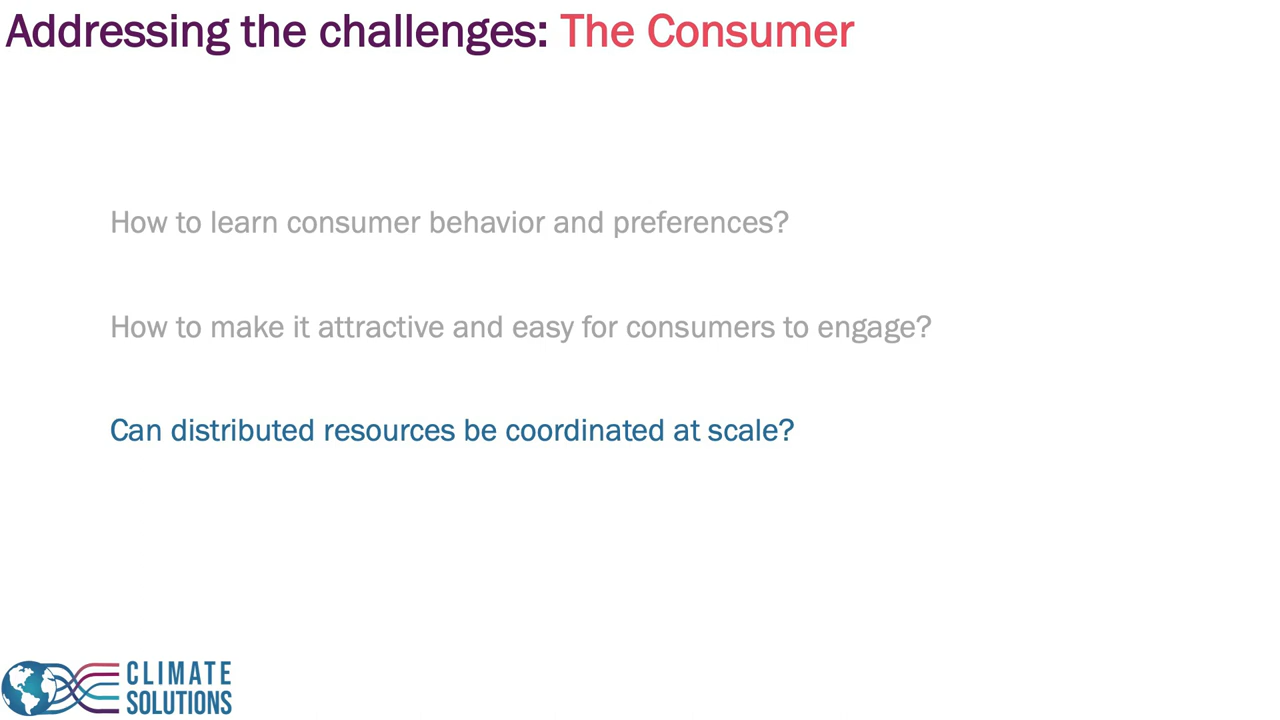 Addressing the challenges: The Consumer
How to learn consumer behavior and preferences?
How to make it attractive and easy for consumers to engage?
Can distributed resources be coordinated at scale?
CLIMATE
SOLUTIONS